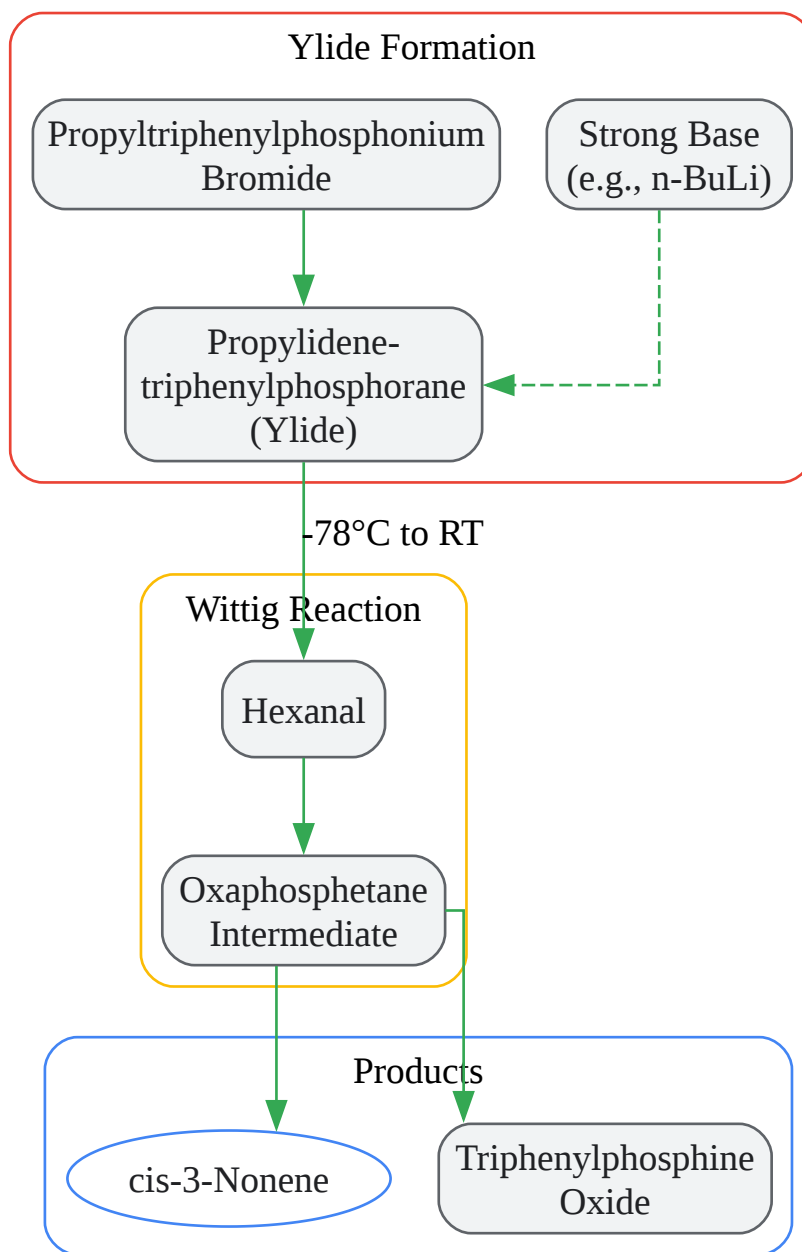 Ylide Formation
Propyltriphenylphosphonium
Bromide
Strong Base
(e.g., n-BuLi)
Propylidene-
triphenylphosphorane
(Ylide)
-78°C to RT
Wittig Reaction
Hexanal
Oxaphosphetane
Intermediate
Products
cis-3-Nonene
Triphenylphosphine
Oxide